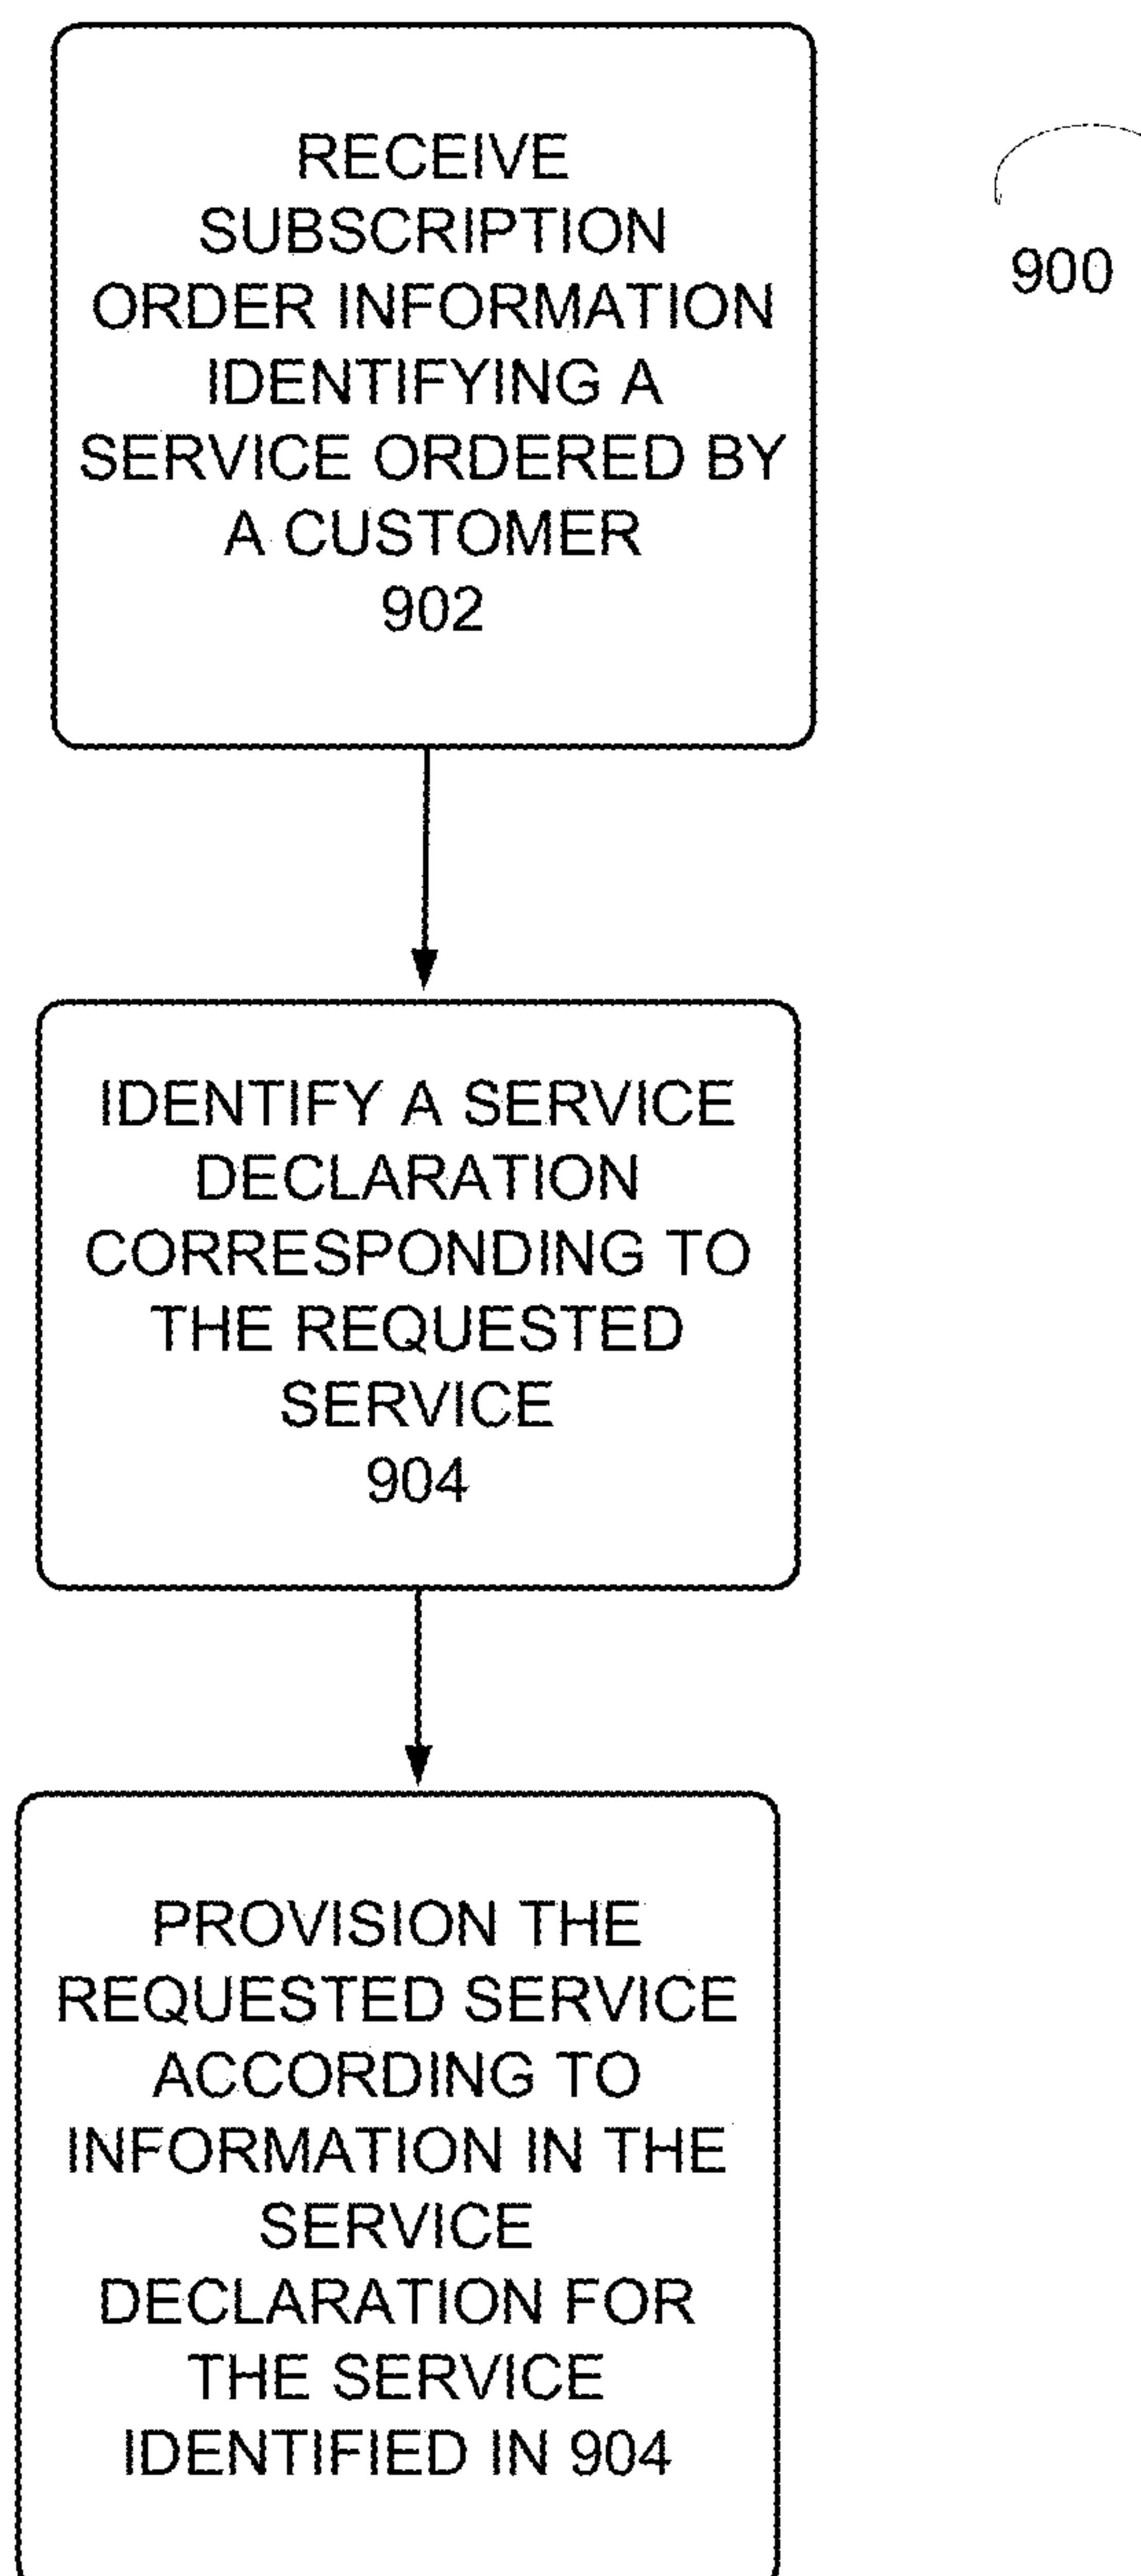 RECEIVE
SUBSCRIPTION
ORDER INFORMATION
IDENTIFYING A
SERVICE ORDERED BY
A CUSTOMER
902
900
IDENTIFY A SERVICE
DECLARATION
CORRESPONDING TO
THE REQUESTED
SERVICE
904
PROVISION THE
REQUESTED SERVICE
ACCORDING TO
INFORMATION IN THE
SERVICE
DECLARATION FOR
THE SERVICE
IDENTIFIED IN 904